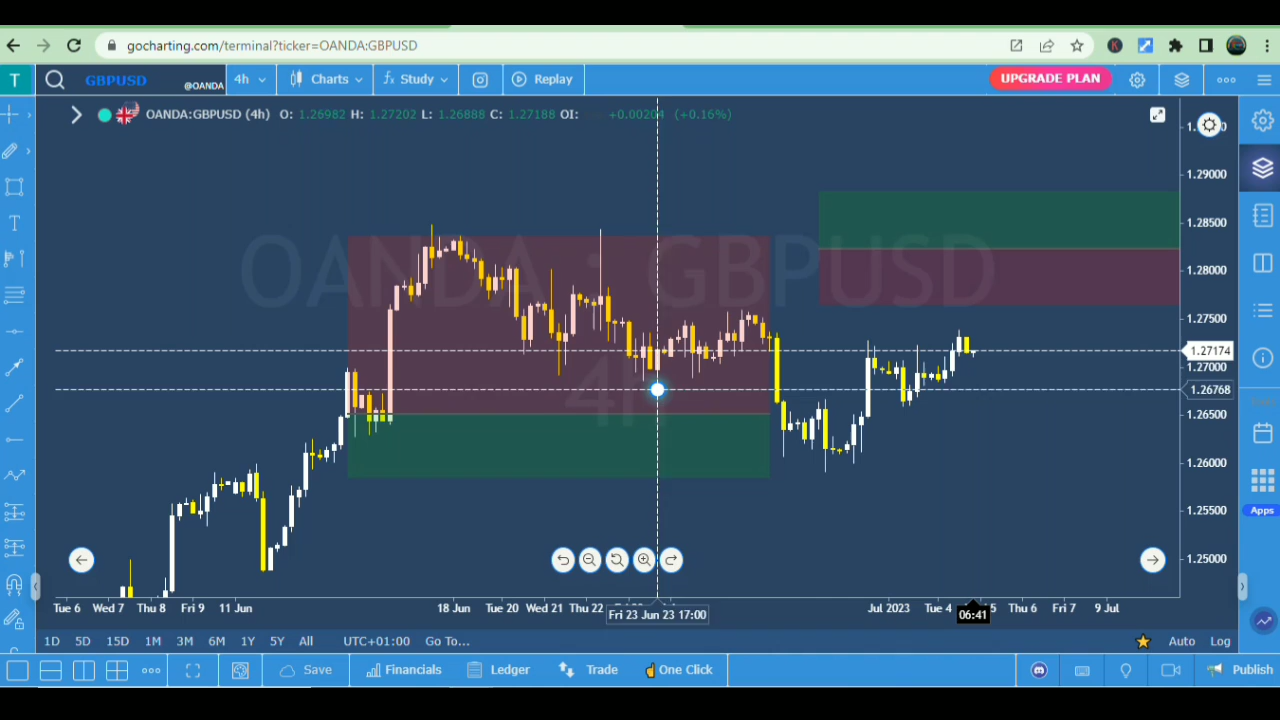 gocharting.com/terminal?ticker=OANDA:GBPUSD
T GBPUSD @OANDA 4h Charts fx Study Replay UPGRADE PLAN
OANDA:GBPUSD (4h) O: 1.26982 H: 1.27202 L: 1.26888 C: 1.27188 OI: +0.00204 (+0.16%)
1.29000
1.28500
OANDA : GBPUSD
1.28000
1.27500
1.27174
1.27000
4h
1.26768
1.26500
1.26000
1.25500
Apps
1.25000
Tue 6 Wed 7 Thu 8 Fri 9 11 Jun 18 Jun Tue 20 Wed 21 Thu 22 Jul 2023 Tue 4 5 Thu 6 Fri 7 9 Jul
Fri 23 Jun 23 17:00 06:41
1D 5D 15D 1M 3M 6M 1Y 5Y All UTC+01:00 Go To... Auto Log
Save Financials Ledger Trade One Click Publish